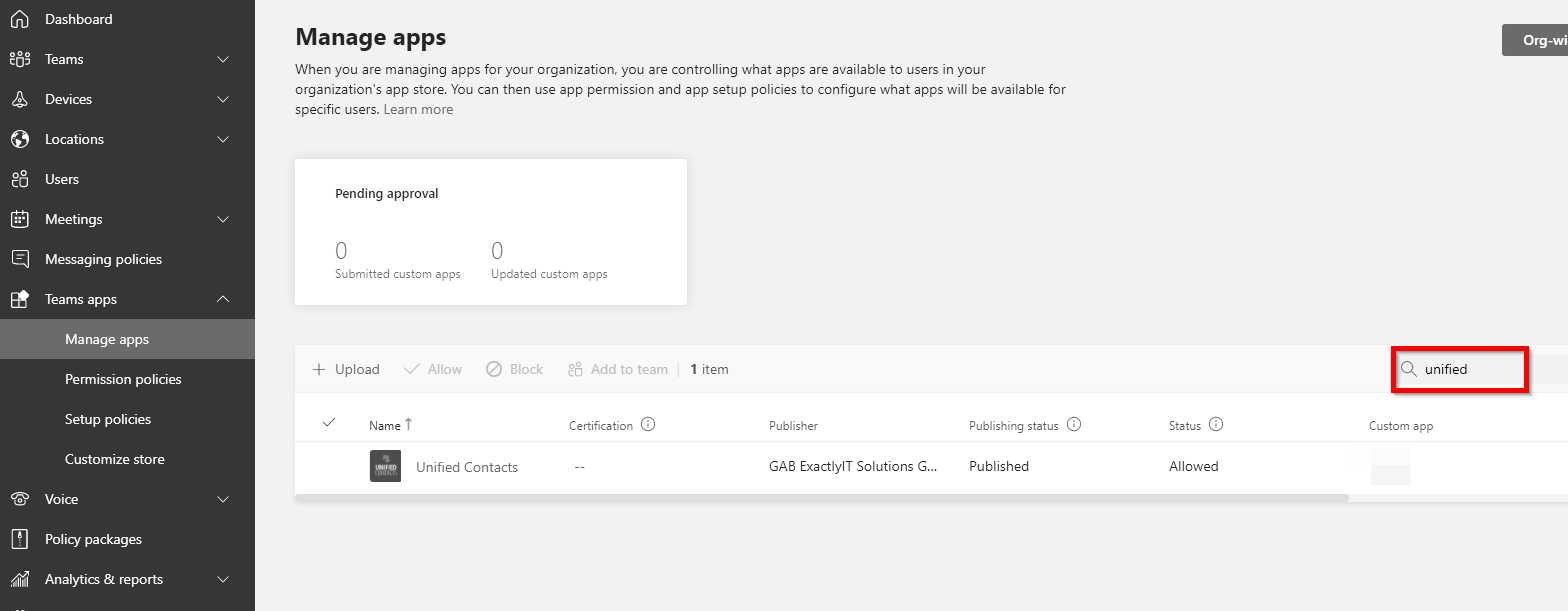 Dashboard
Teams
Devices
Locations
Users
Meetings
Messaging policies
Teams apps
Manage apps
Permission policies
Setup policies
Customize store
Voice
Policy packages
Analytics & reports
Manage apps
Org-wi
When you are managing apps for your organization, you are controlling what apps are available to users in your
organization's app store. You can then use app permission and app setup policies to configure what apps will be available for
specific users. Learn more
Pending approval
0 0
Submitted custom apps Updated custom apps
Upload Allow Block Add to team | 1 item unified
Name Certification Publisher Publishing status Status Custom app
UNIFIED
CONTACTS
Unified Contacts -- GAB ExactlyIT Solutions G... Published Allowed